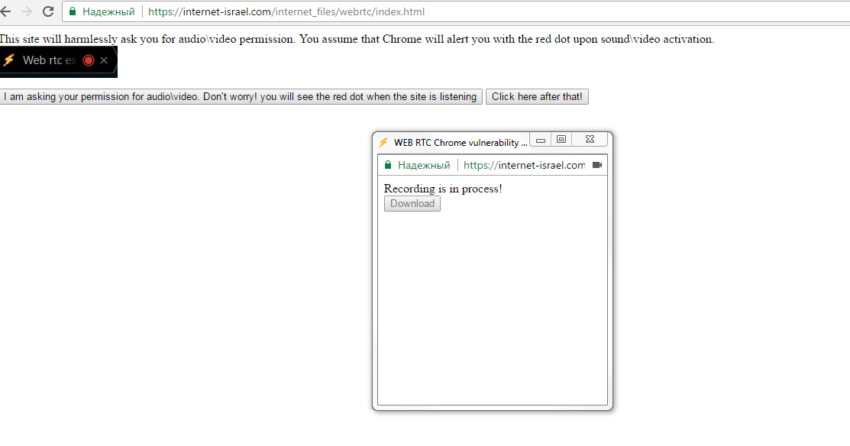 Надежный https://internet-israel.com/internet_files/webrtc/index.html
This site will harmlessly ask you for audio\video permission. You assume that Chrome will alert you with the red dot upon sound\video activation.
Web rtc ex
I am asking your permission for audio\video. Don't worry! you will see the red dot when the site is listening Click here after that!
WEB RTC Chrome vulnerability ...
Надежный https://internet-israel.com
Recording is in process!
Download